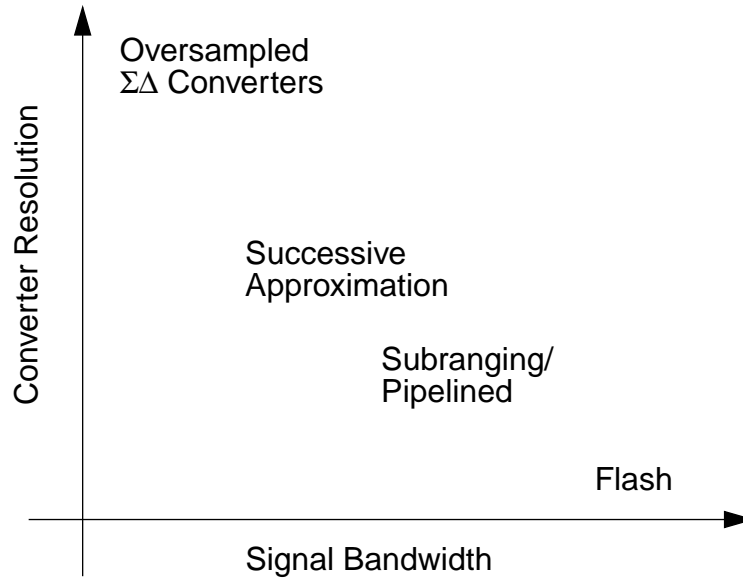 Oversampled
ΣΔ Converters
Converter Resolution
Successive
Approximation
Subranging/
Pipelined
Flash
Signal Bandwidth